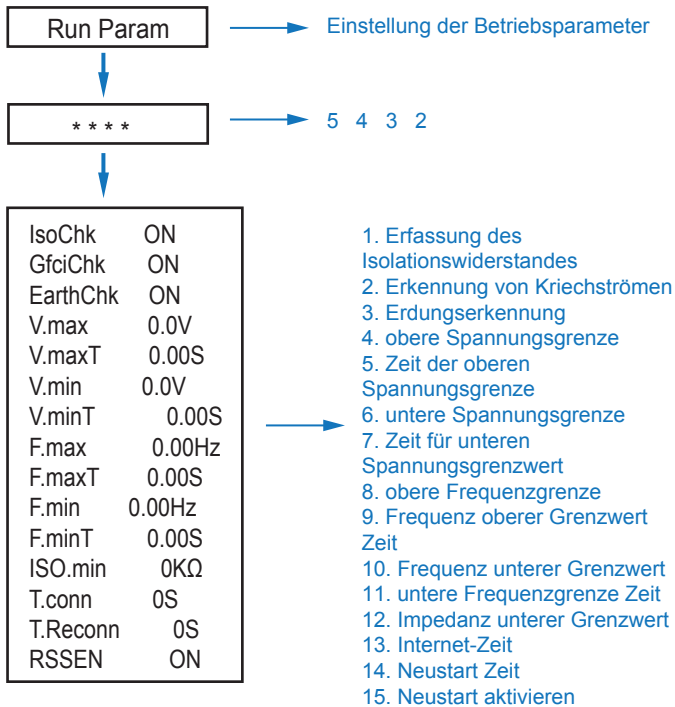 Run Param
Einstellung der Betriebsparameter
* * * *
5 4 3 2
IsoChk ON
GfciChk ON
EarthChk ON
V.max 0.0V
V.maxT 0.00S
V.min 0.0V
V.minT 0.00S
F.max 0.00Hz
F.maxT 0.00S
F.min 0.00Hz
F.minT 0.00S
ISO.min 0KΩ
T.conn 0S
T.Reconn 0S
RSSEN ON
1. Erfassung des
Isolationswiderstandes
2. Erkennung von Kriechströmen
3. Erdungserkennung
4. obere Spannungsgrenze
5. Zeit der oberen
Spannungsgrenze
6. untere Spannungsgrenze
7. Zeit für unteren
Spannungsgrenzwert
8. obere Frequenzgrenze
9. Frequenz oberer Grenzwert
Zeit
10. Frequenz unterer Grenzwert
11. untere Frequenzgrenze Zeit
12. Impedanz unterer Grenzwert
13. Internet-Zeit
14. Neustart Zeit
15. Neustart aktivieren